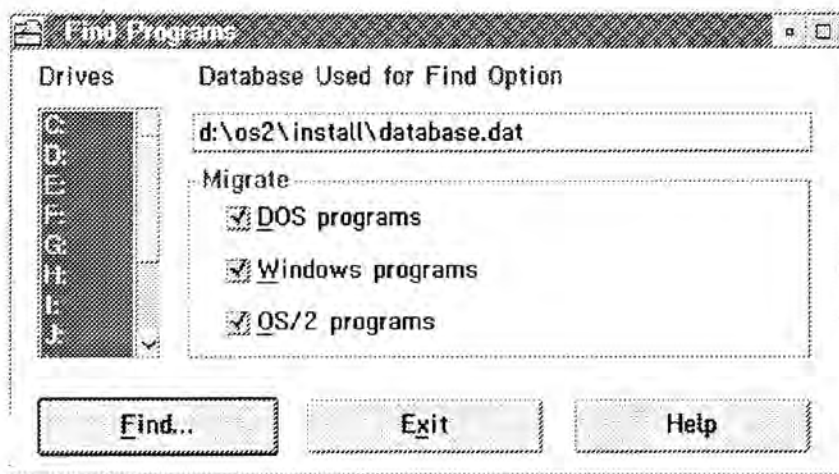 Find Programs
Drives
Database Used for Find Option
C:
D:
E:
F:
G:
H:
I:
J:
d:\os2\install\database.dat
Migrate
DOS programs
Windows programs
OS/2 programs
Find...
Exit
Help